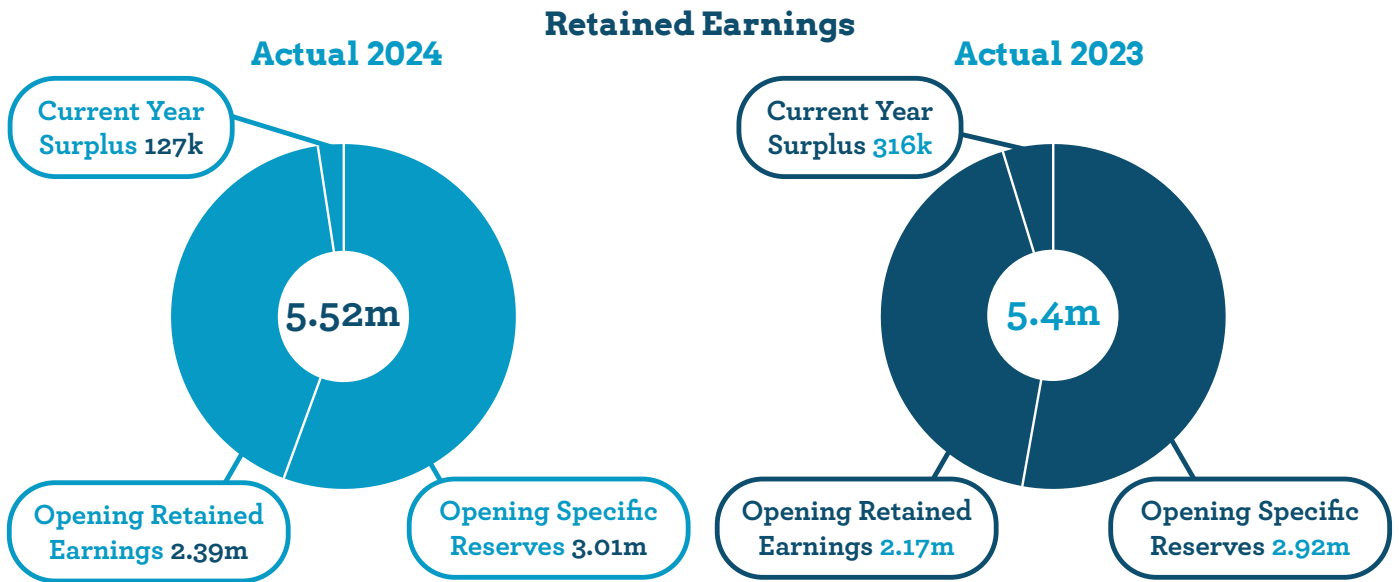 Retained Earnings
Actual 2024
Current Year
Surplus 127k
5.52m
Opening Retained
Earnings 2.39m
Opening Specific
Reserves 3.01m
Actual 2023
Current Year
Surplus 316k
5.4m
Opening Retained
Earnings 2.17m
Opening Specific
Reserves 2.92m